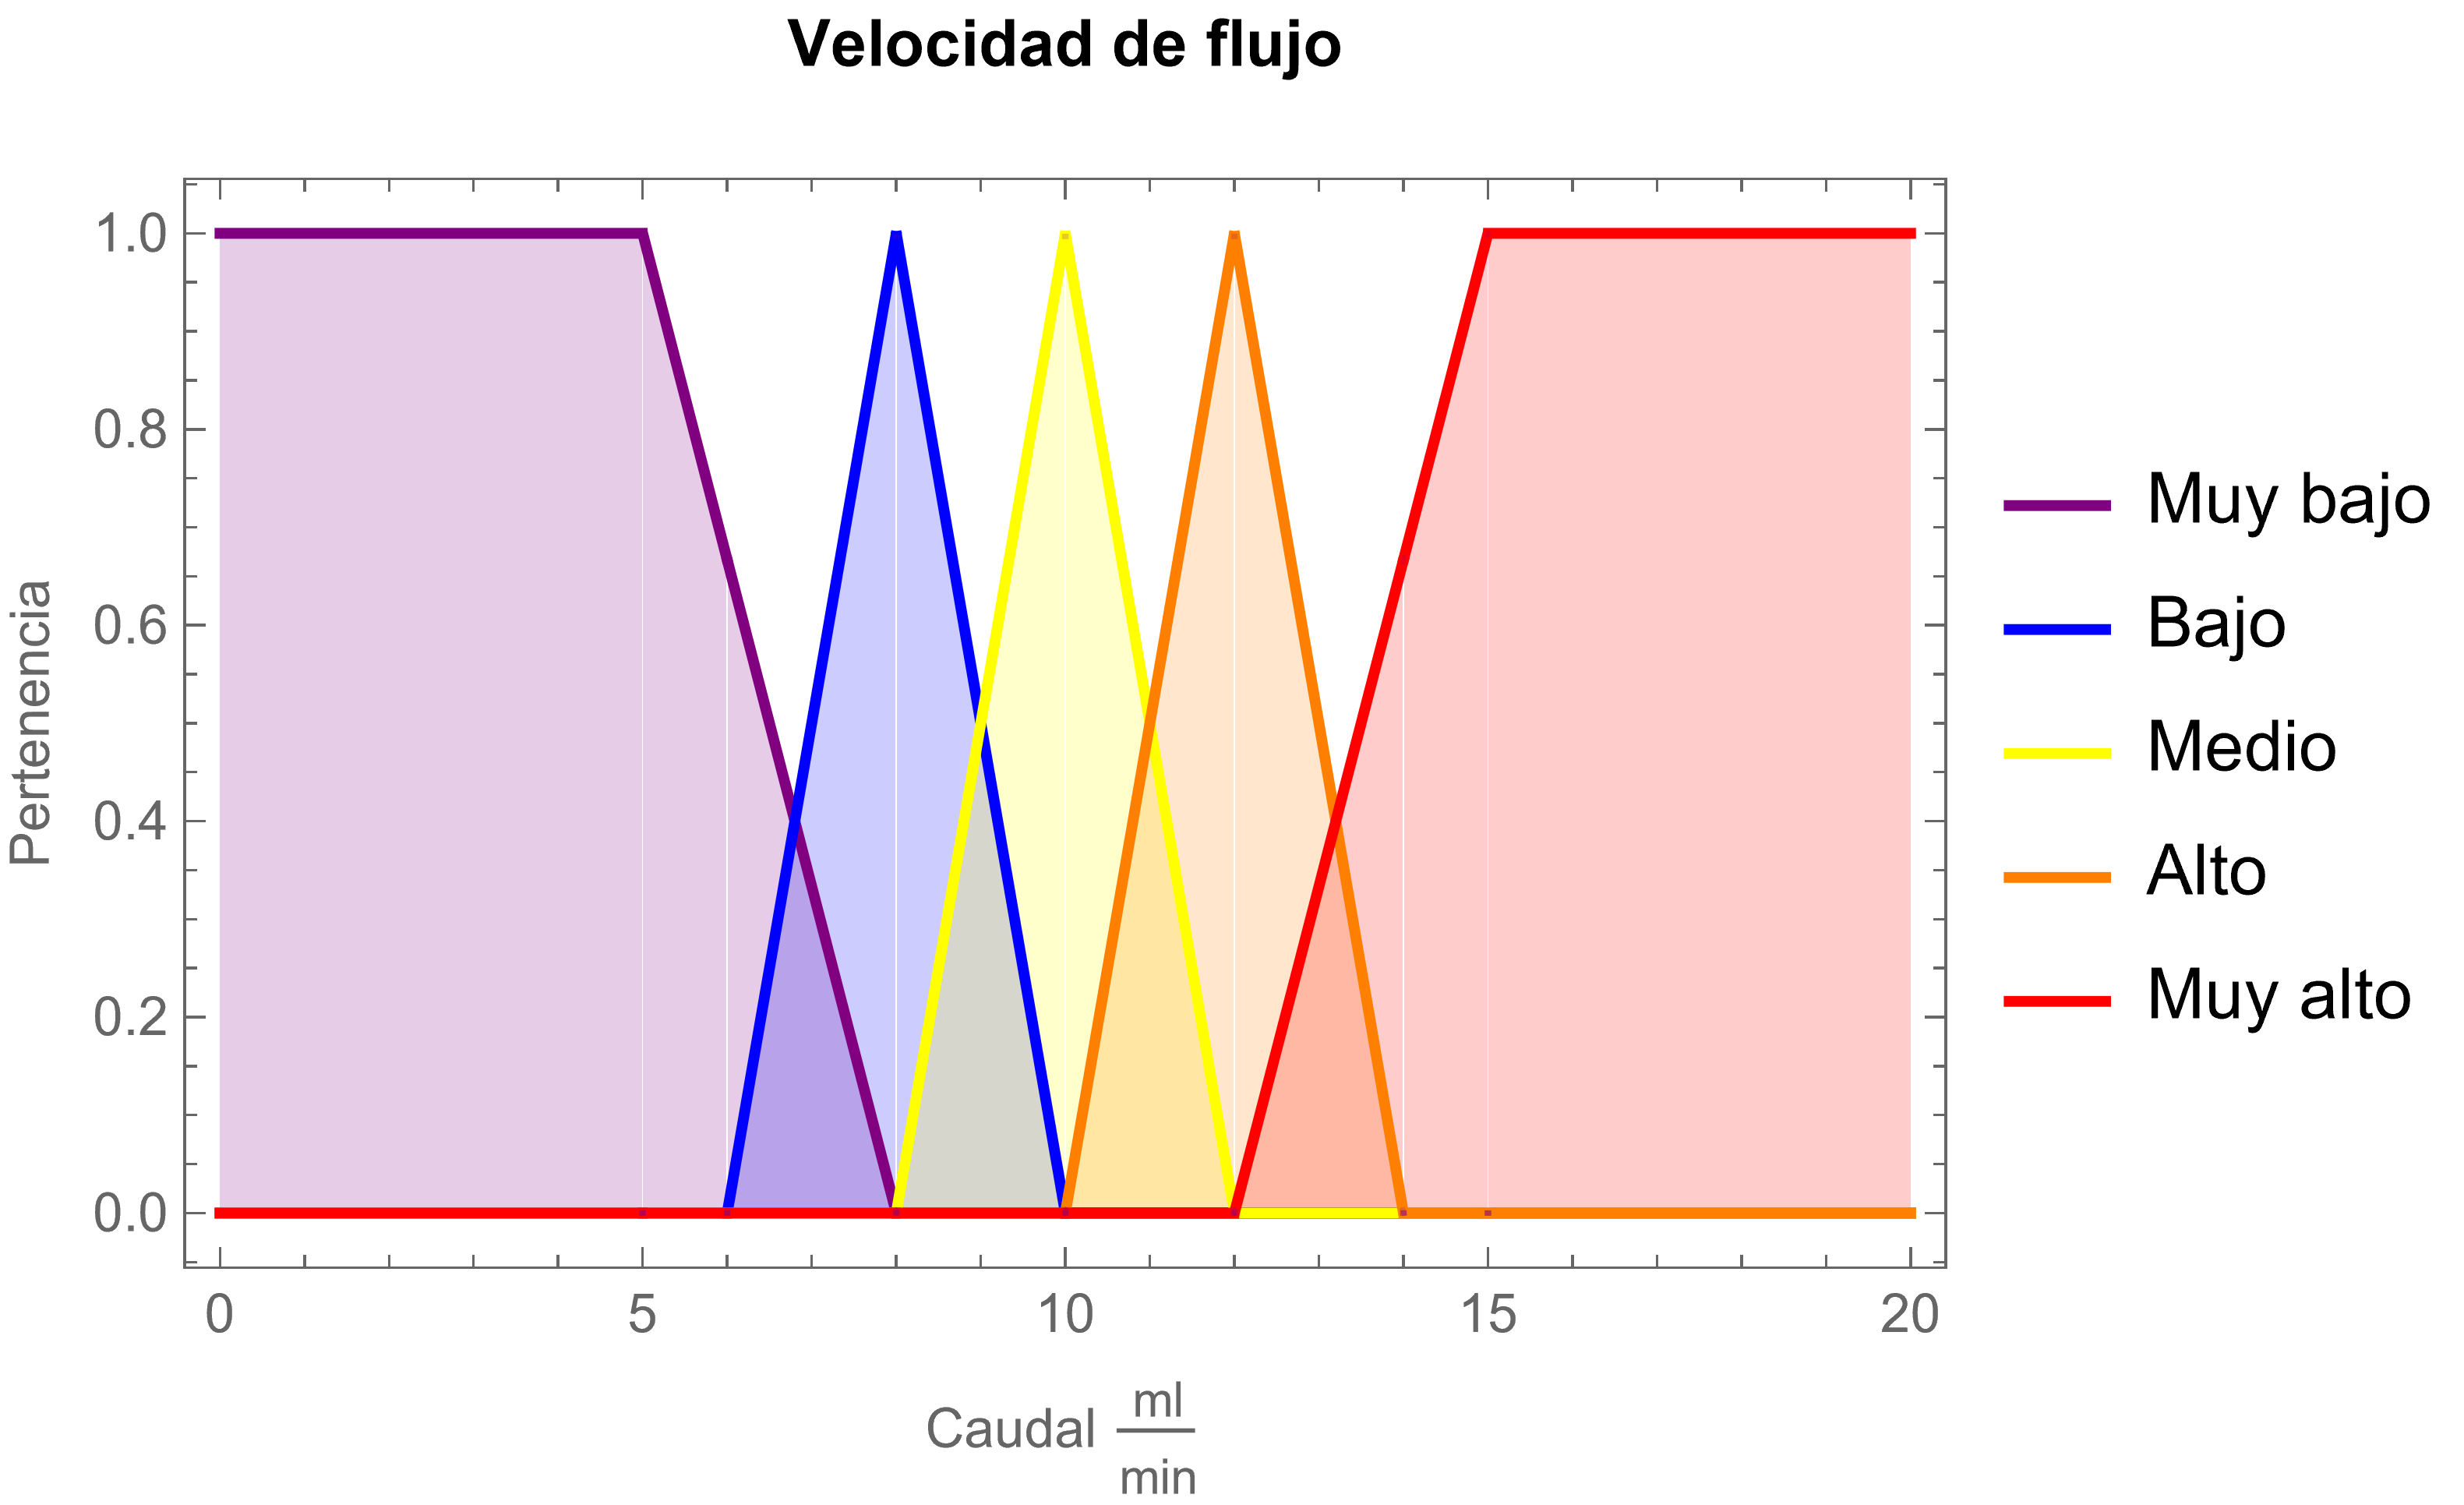 Velocidad de flujo
Pertenencia
1.0
0.8
0.6
0.4
0.2
0.0
0
5
10
15
20
Caudal ml
min
Muy bajo
Bajo
Medio
Alto
Muy alto